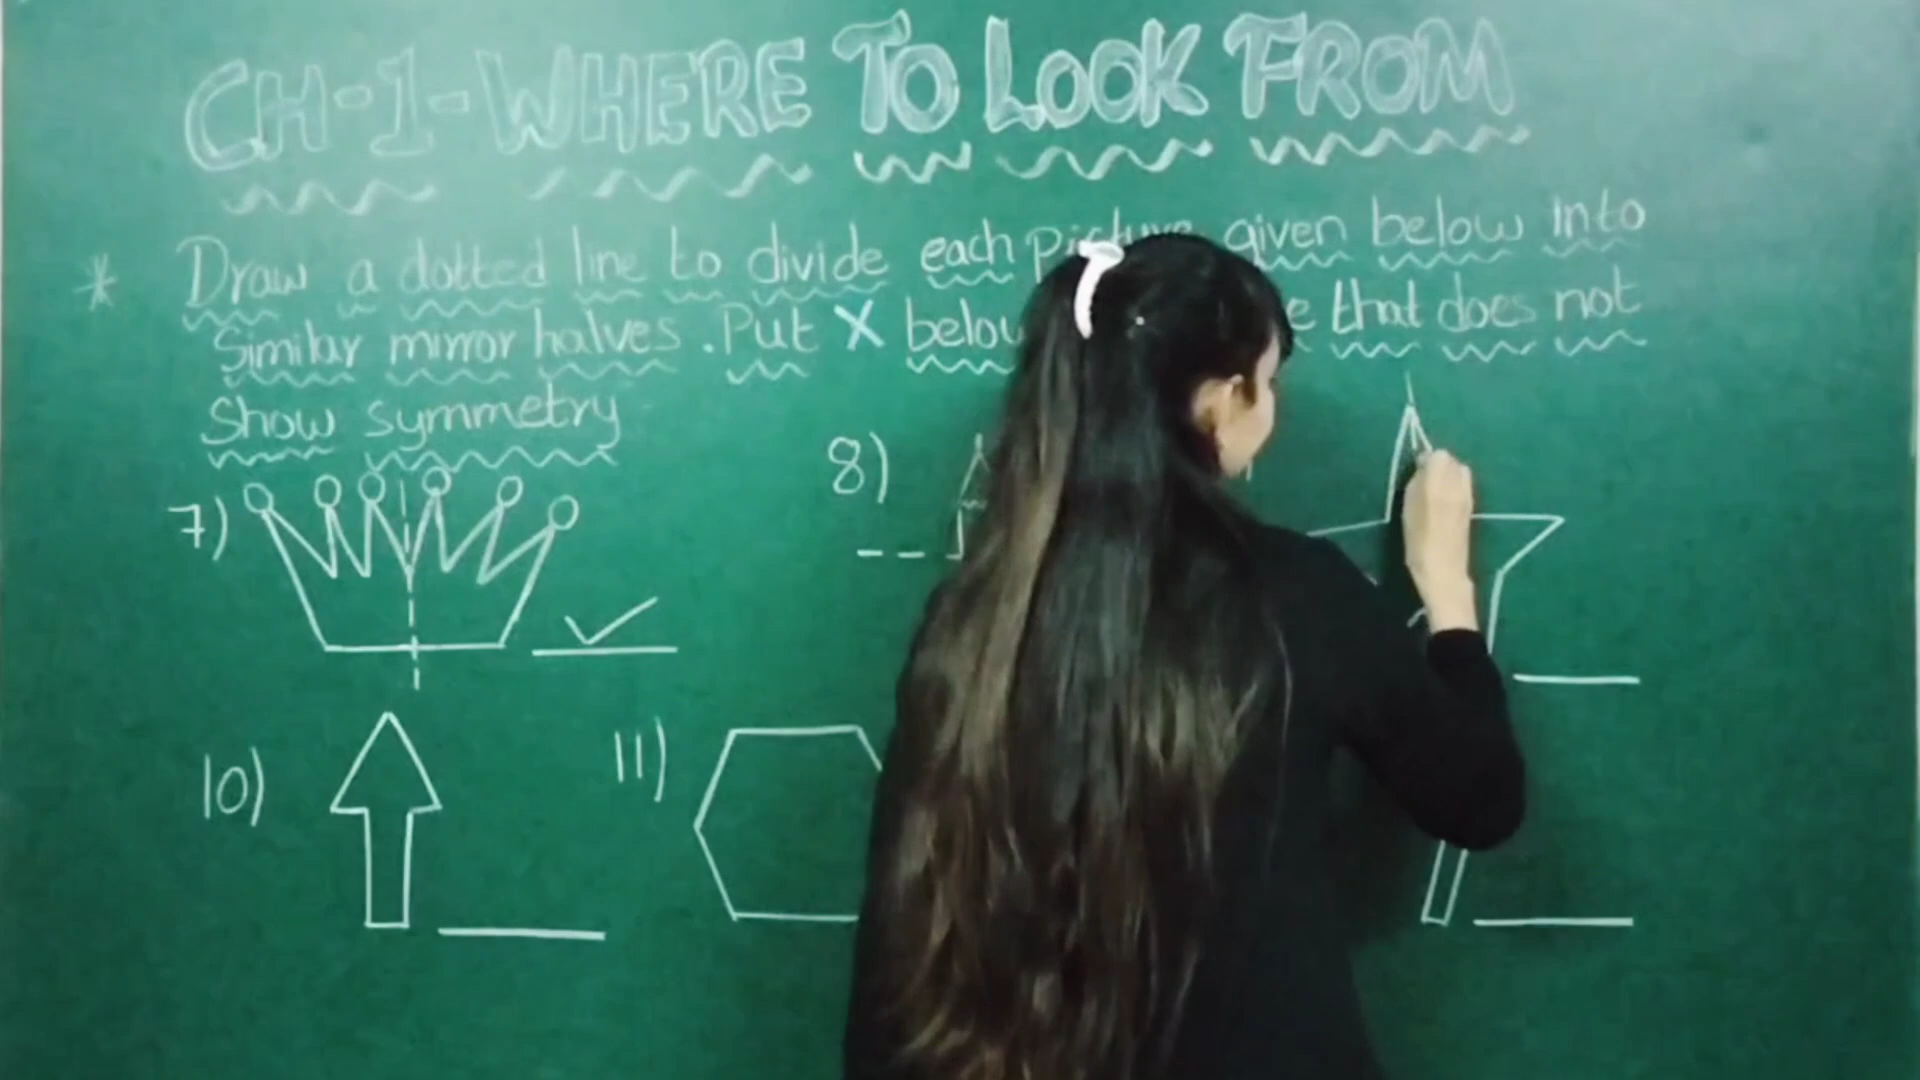 CH-1-WHERE TO LOOK FROM
* Draw a dotted line to divide each picture given below into
Similar mirror halves. Put X below that does not
Show symmetry
7)
8)
10)
11)